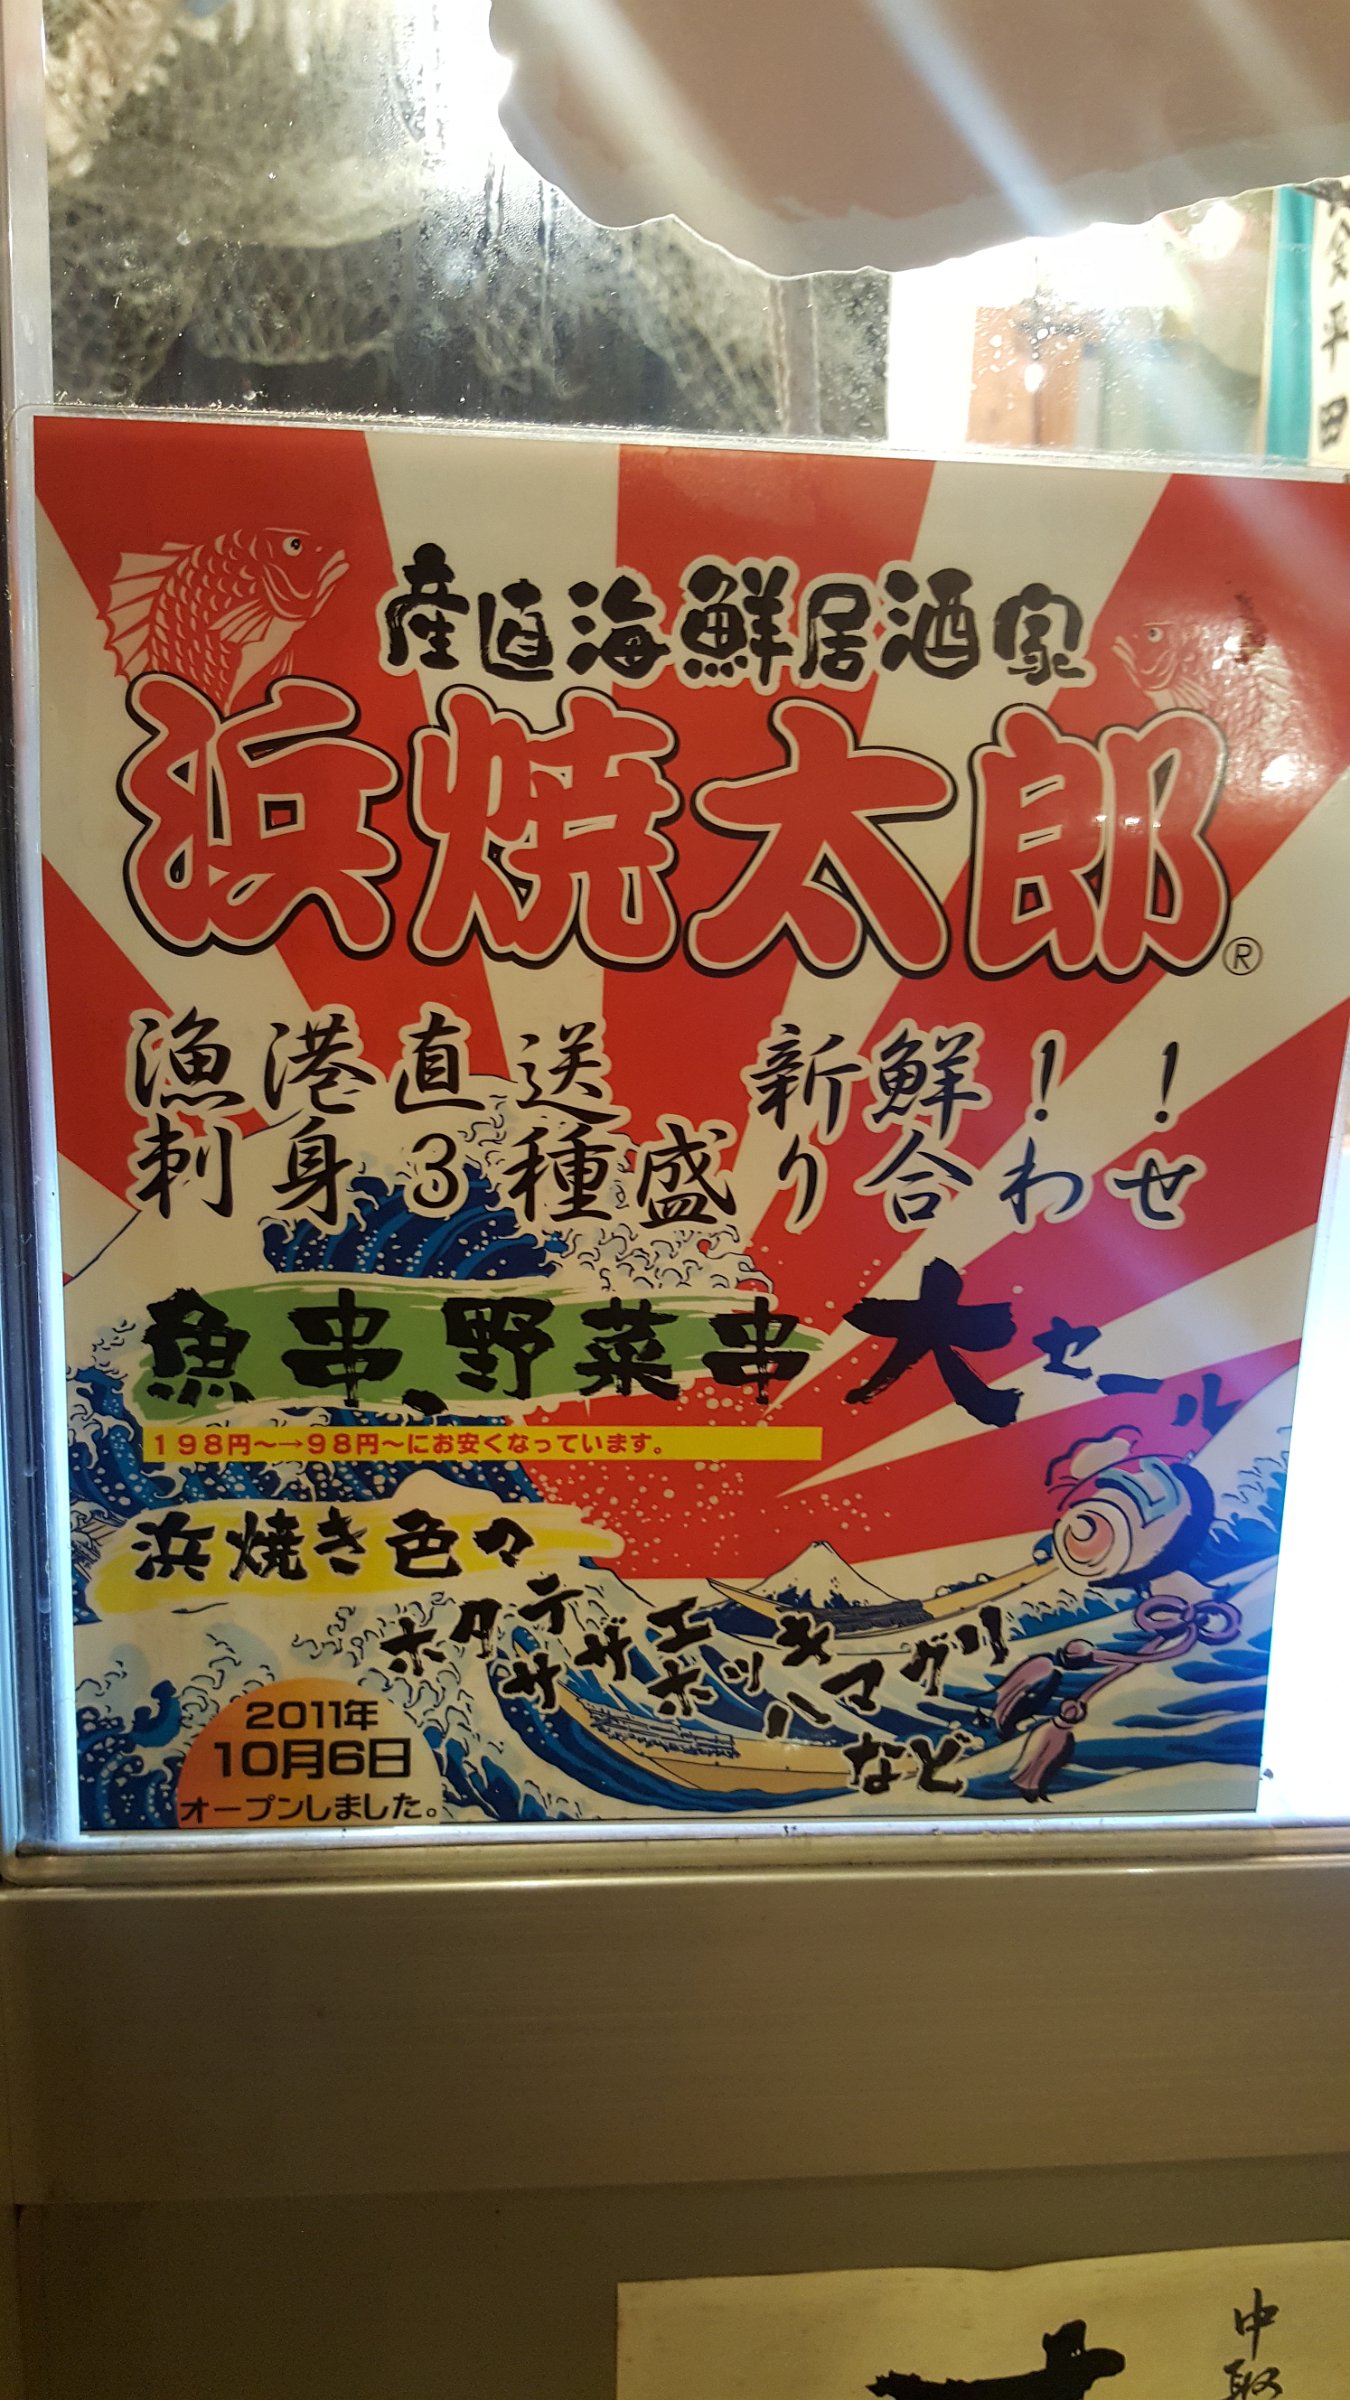 産直海鮮居酒家
浜焼太郎®
漁港直送 新鮮！！
刺身3種盛り合わせ
魚串、野菜串大セール
198円～→98円～にお安くなっています。
浜焼き色々
ホタテ
サザエ
ホッキ
ハマグリ
など
2011年
10月6日
オープンしました。
平田
中取